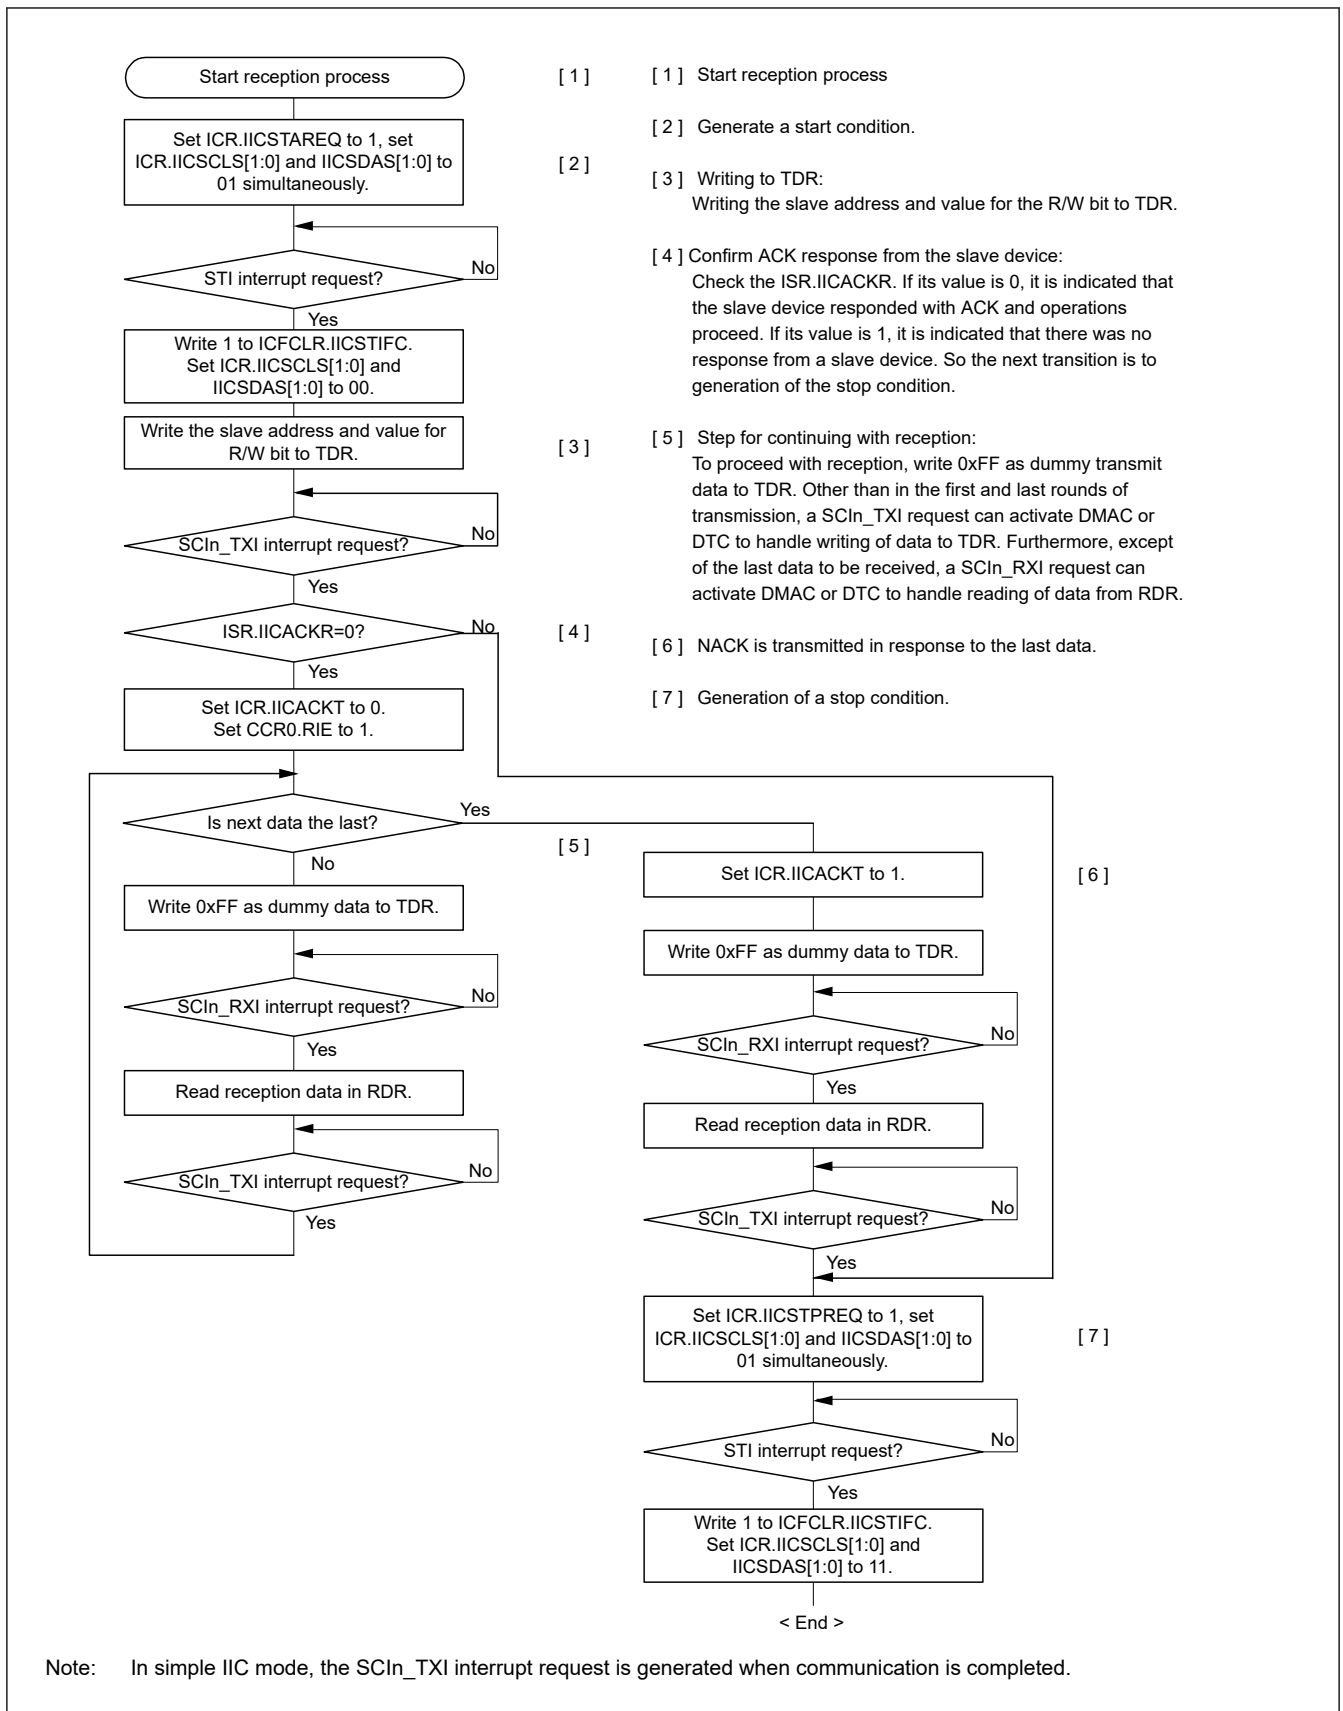 Start reception process
[ 1 ]
Set ICR.IICSTAREQ to 1, set
ICR.IICSCLS[1:0] and IICSDAS[1:0] to
01 simultaneously.
[ 2 ]
STI interrupt request?
No
Yes
Write 1 to ICFCLR.IICSTIFC.
Set ICR.IICSCLS[1:0] and
IICSDAS[1:0] to 00.
Write the slave address and value for
R/W bit to TDR.
[ 3 ]
SCIn_TXI interrupt request?
No
Yes
ISR.IICACKR=0?
No
[ 4 ]
Yes
Set ICR.IICACKT to 0.
Set CCR0.RIE to 1.
Is next data the last?
Yes
[ 5 ]
No
Write 0xFF as dummy data to TDR.
SCIn_RXI interrupt request?
No
Yes
Read reception data in RDR.
SCIn_TXI interrupt request?
No
Yes
[ 1 ] Start reception process
[ 2 ] Generate a start condition.
[ 3 ] Writing to TDR:
Writing the slave address and value for the R/W bit to TDR.
[ 4 ] Confirm ACK response from the slave device:
Check the ISR.IICACKR. If its value is 0, it is indicated that
the slave device responded with ACK and operations
proceed. If its value is 1, it is indicated that there was no
response from a slave device. So the next transition is to
generation of the stop condition.
[ 5 ] Step for continuing with reception:
To proceed with reception, write 0xFF as dummy transmit
data to TDR. Other than in the first and last rounds of
transmission, a SCIn_TXI request can activate DMAC or
DTC to handle writing of data to TDR. Furthermore, except
of the last data to be received, a SCIn_RXI request can
activate DMAC or DTC to handle reading of data from RDR.
[ 6 ] NACK is transmitted in response to the last data.
[ 7 ] Generation of a stop condition.
Set ICR.IICACKT to 1.
[ 6 ]
Write 0xFF as dummy data to TDR.
SCIn_RXI interrupt request?
No
Yes
Read reception data in RDR.
SCIn_TXI interrupt request?
No
Yes
Set ICR.IICSTPREQ to 1, set
ICR.IICSCLS[1:0] and IICSDAS[1:0] to
01 simultaneously.
[ 7 ]
STI interrupt request?
No
Yes
Write 1 to ICFCLR.IICSTIFC.
Set ICR.IICSCLS[1:0] and
IICSDAS[1:0] to 11.
< End >
Note: In simple IIC mode, the SCIn_TXI interrupt request is generated when communication is completed.